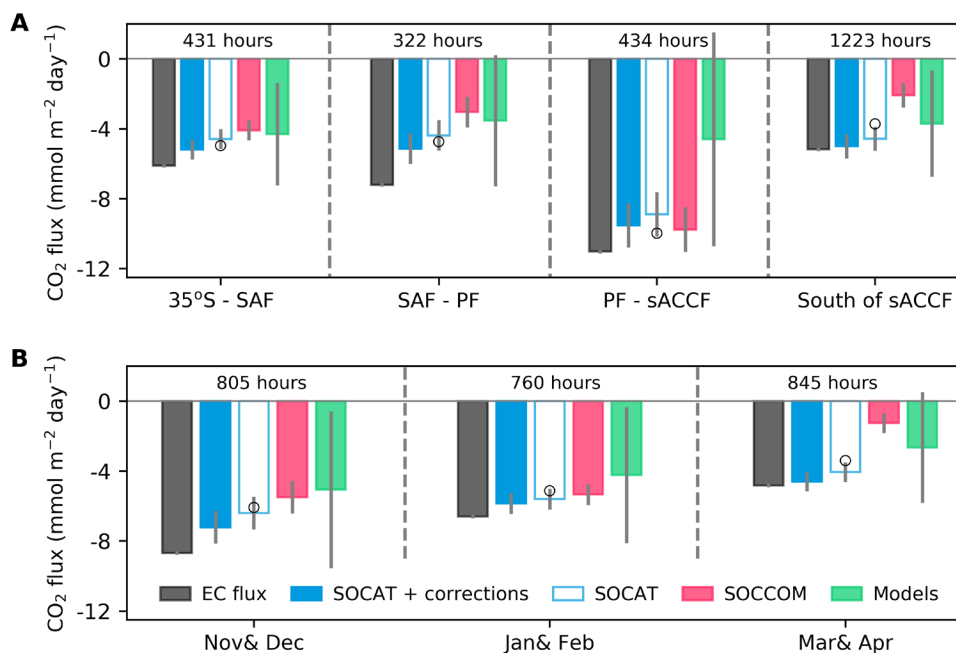 A
431 hours
322 hours
434 hours
1223 hours
CO₂ flux (mmol m⁻² day⁻¹)
0
-4
-8
-12
35°S - SAF
SAF - PF
PF - sACCF
South of sACCF
B
805 hours
760 hours
845 hours
CO₂ flux (mmol m⁻² day⁻¹)
0
-4
-8
-12
EC flux
SOCAT + corrections
SOCAT
SOCCOM
Models
Nov& Dec
Jan& Feb
Mar& Apr